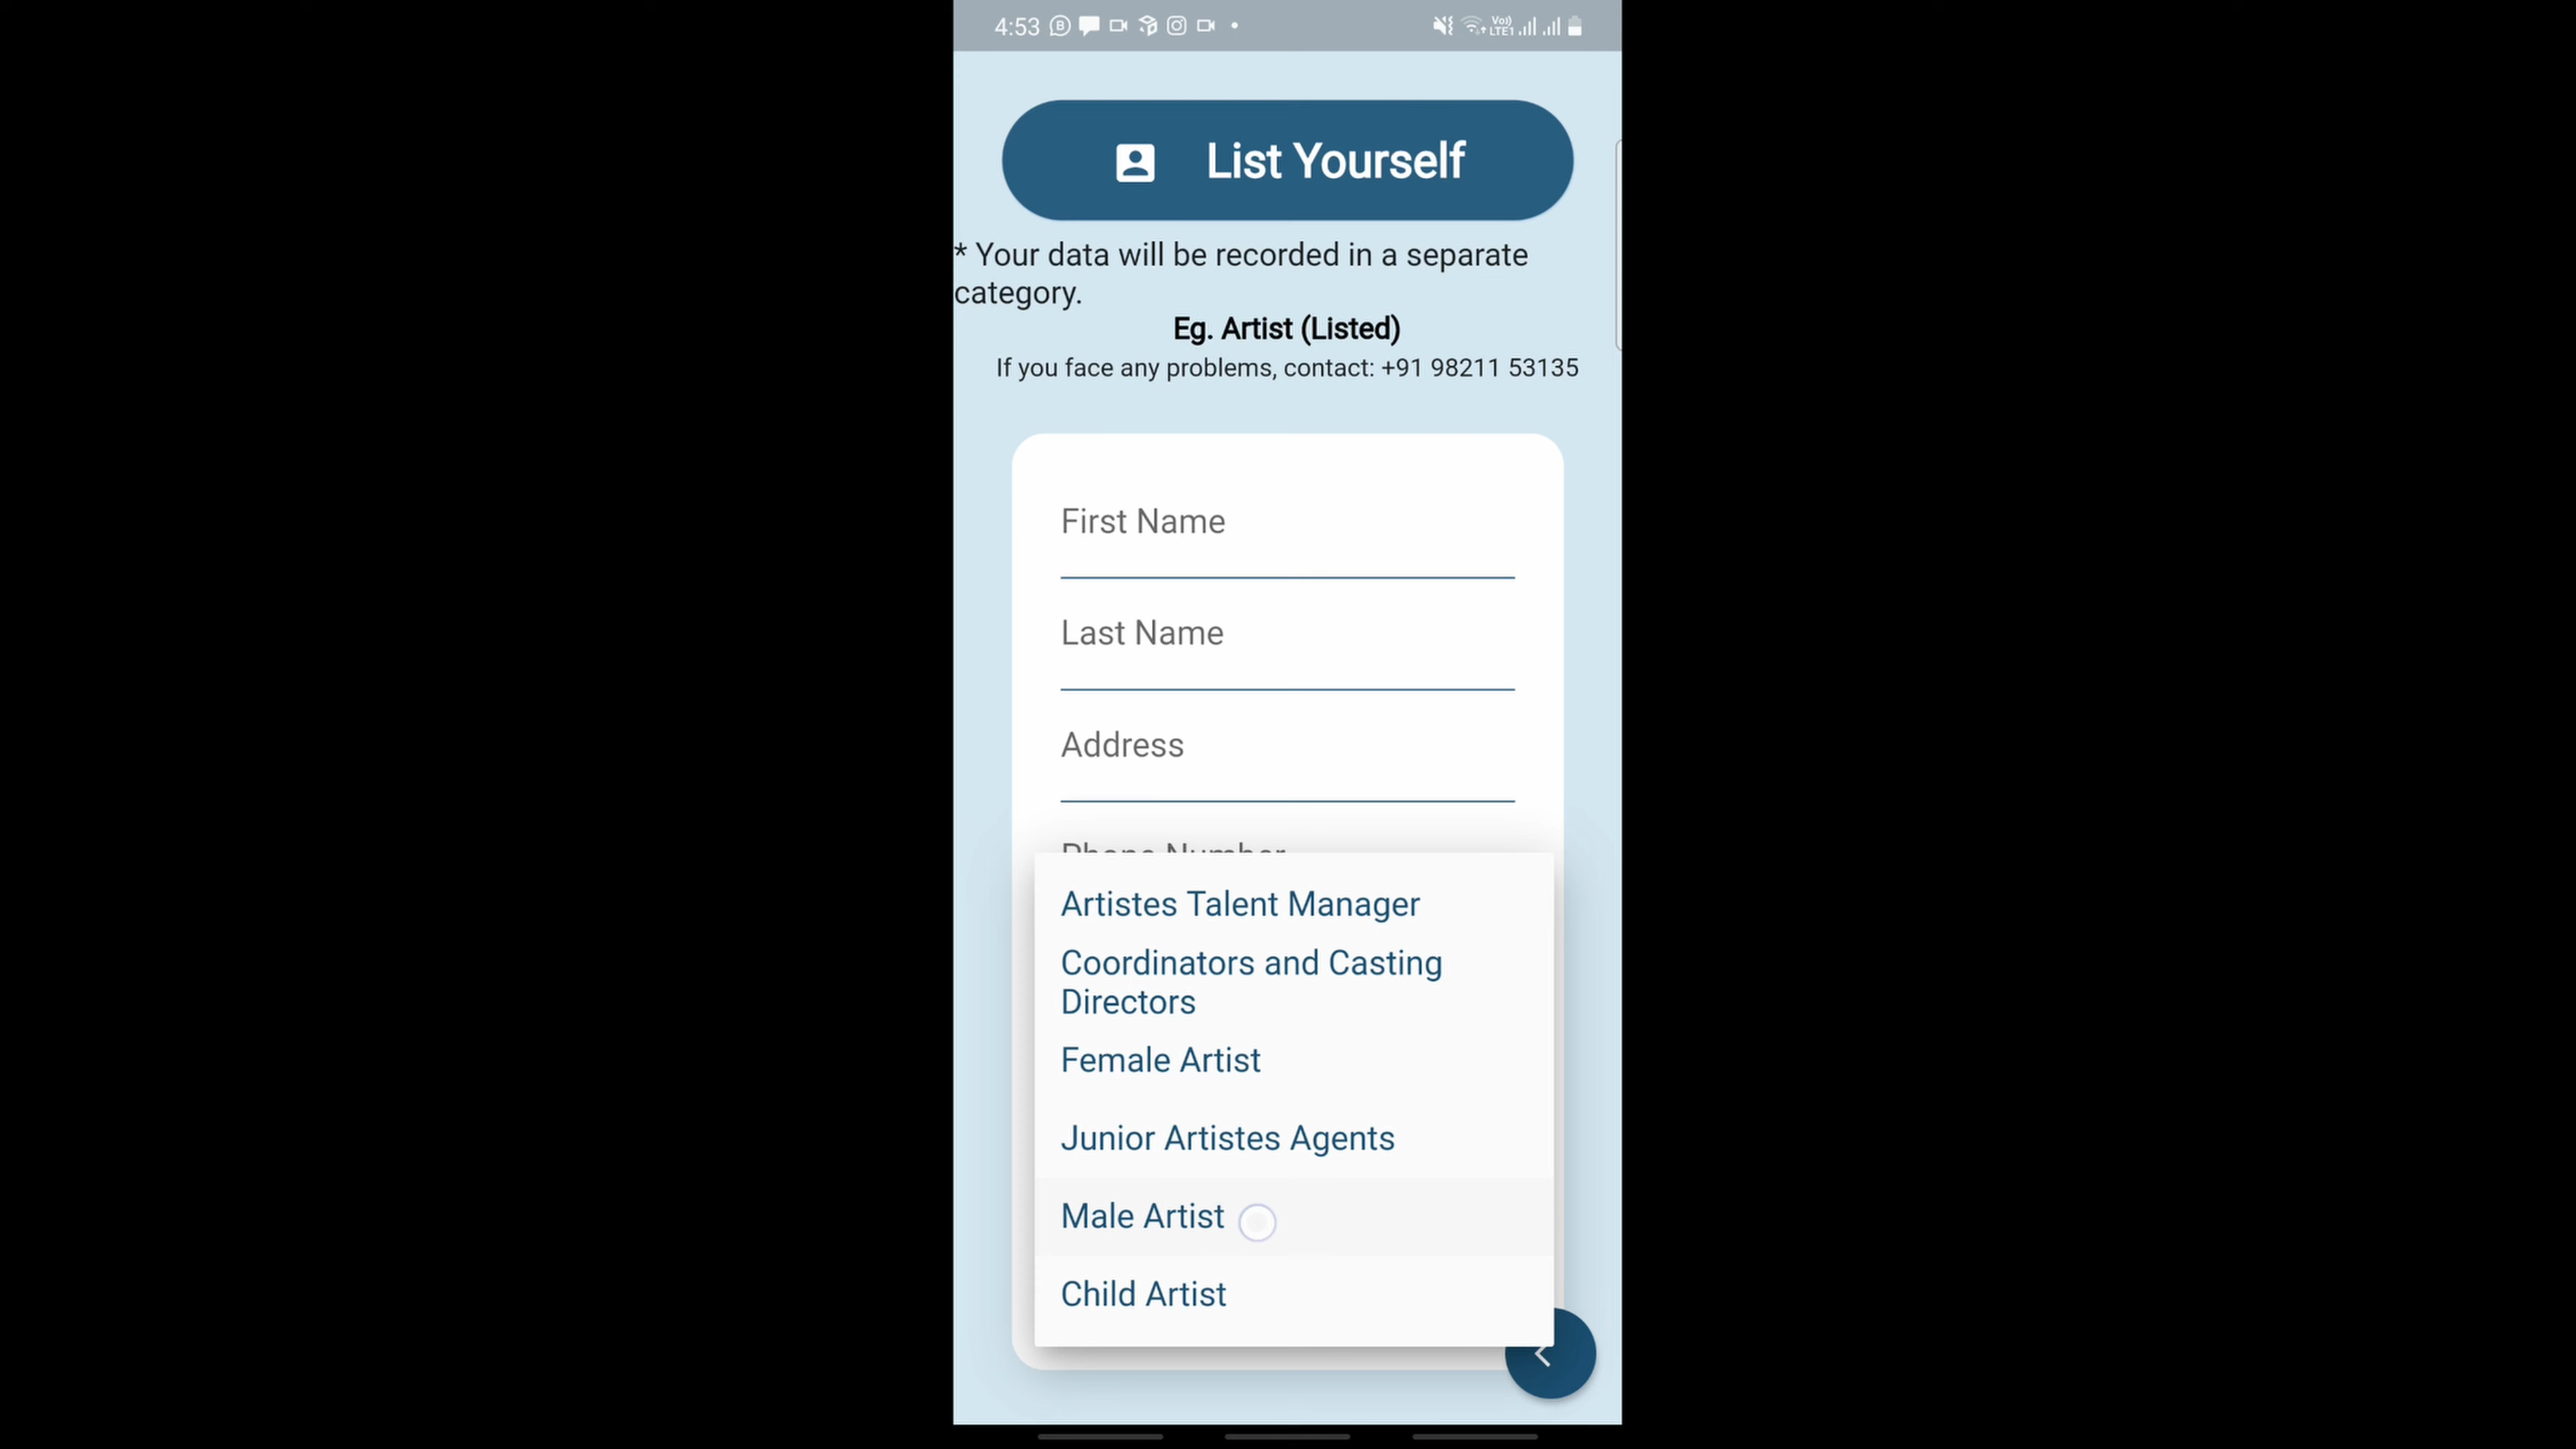 4:53
Vo)) LTE1
List Yourself
* Your data will be recorded in a separate
category.
Eg. Artist (Listed)
If you face any problems, contact: +91 98211 53135
First Name
Last Name
Address
Phone Number
Artistes Talent Manager
Coordinators and Casting
Directors
Female Artist
Junior Artistes Agents
Male Artist
Child Artist